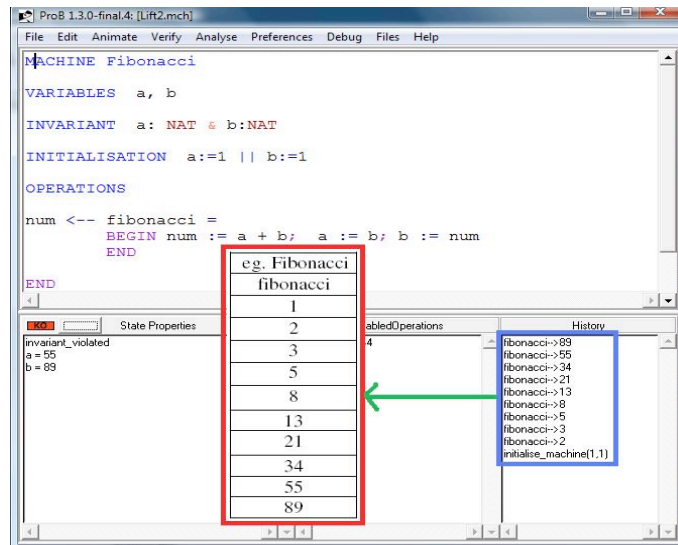 ProB 1.3.0-final.4: [Lift2.mch]
File Edit Animate Verify Analyse Preferences Debug Files Help
MACHINE Fibonacci
VARIABLES a, b
INVARIANT a: NAT & b:NAT
INITIALISATION a:=1 || b:=1
OPERATIONS
num <-- fibonacci =
BEGIN num := a + b; a := b; b := num
END
END
eg. Fibonacci
fibonacci
1
2
3
5
8
13
21
34
55
89
KO State Properties
invariant_violated
a = 55
b = 89
abledOperations
4
History
fibonacci-->89
fibonacci-->55
fibonacci-->34
fibonacci-->21
fibonacci-->13
fibonacci-->8
fibonacci-->5
fibonacci-->3
fibonacci-->2
initialise_machine(1,1)